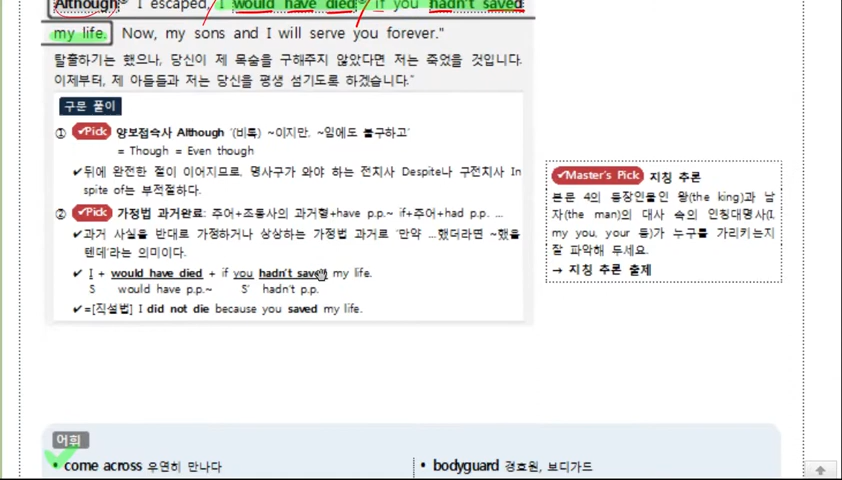 Although② I escaped, I would have died② if you hadn't saved
my life. Now, my sons and I will serve you forever."
탈출하기는 했으나, 당신이 제 목숨을 구해주지 않았다면 저는 죽었을 것입니다.
이제부터, 제 아들들과 저는 당신을 평생 섬기도록 하겠습니다."
구문 풀이
① ✔Pick 양보접속사 Although '(비록) ~이지만, ~임에도 불구하고'
= Though = Even though
✔뒤에 완전한 절이 이어지므로, 명사구가 와야 하는 전치사 Despite나 구전치사 In
spite of는 부적절하다.
② ✔Pick 가정법 과거완료: 주어+조동사의 과거형+have p.p.~ if+주어+had p.p. ...
✔과거 사실을 반대로 가정하거나 상상하는 가정법 과거로 '만약 ...했더라면 ~했을
텐데'라는 의미이다.
✔ I + would have died + if you hadn't saved my life.
S would have p.p.~ S' hadn't p.p.
✔=[직설법] I did not die because you saved my life.
✔Master's Pick 지칭 추론
본문 4의 등장인물인 왕(the king)과 남
자(the man)의 대사 속의 인칭대명사(I,
my you, your 등)가 누구를 가리키는지
잘 파악해 두세요.
→ 지칭 추론 출제
어휘
• come across 우연히 만나다
• bodyguard 경호원, 보디가드